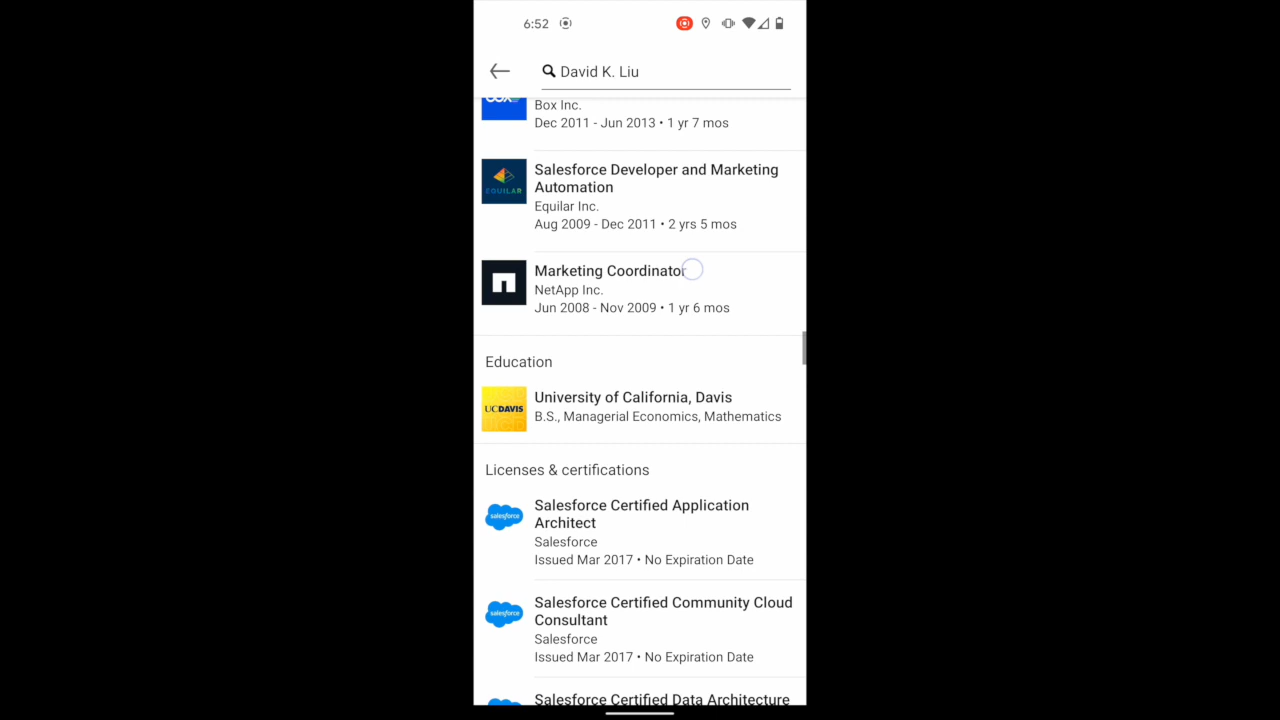 6:52
David K. Liu
Box Inc.
Dec 2011 - Jun 2013 • 1 yr 7 mos
EQUILAR
Salesforce Developer and Marketing
Automation
Equilar Inc.
Aug 2009 - Dec 2011 • 2 yrs 5 mos
Marketing Coordinator
NetApp Inc.
Jun 2008 - Nov 2009 • 1 yr 6 mos
Education
UCDAVIS
University of California, Davis
B.S., Managerial Economics, Mathematics
Licenses & certifications
salesforce
Salesforce Certified Application
Architect
Salesforce
Issued Mar 2017 • No Expiration Date
salesforce
Salesforce Certified Community Cloud
Consultant
Salesforce
Issued Mar 2017 • No Expiration Date
Salesforce Certified Data Architecture